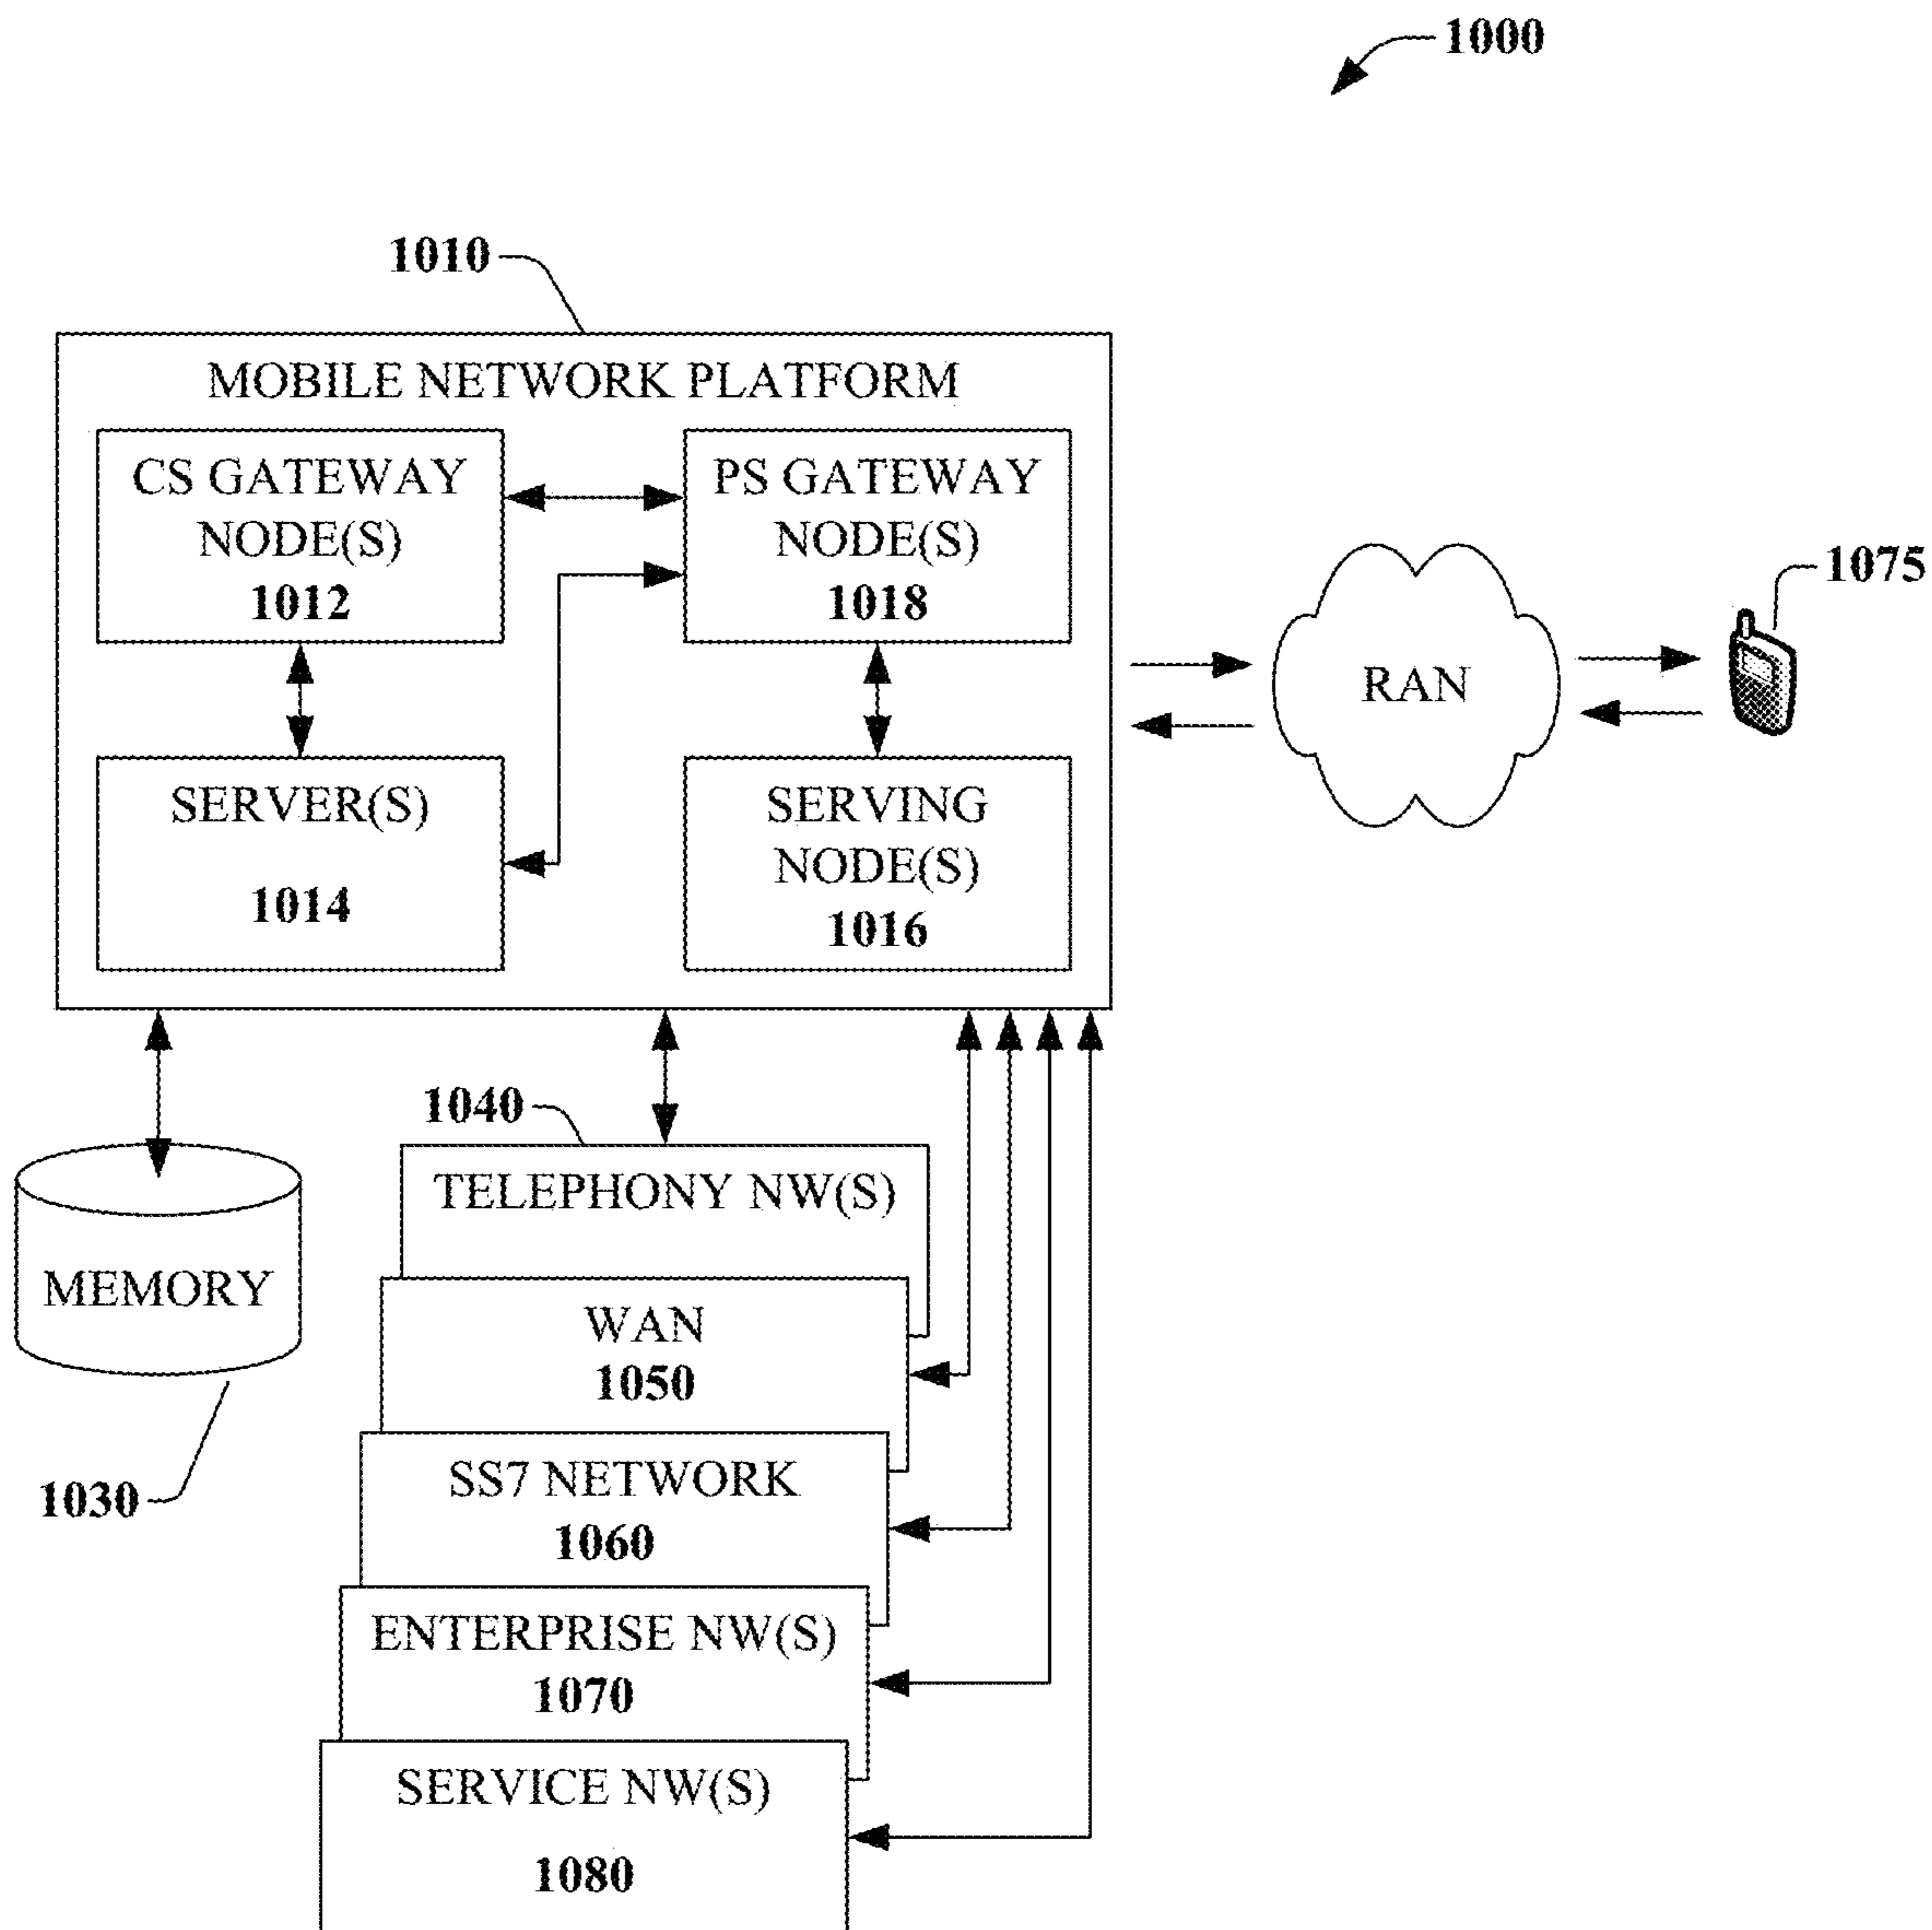 1000
1010
MOBILE NETWORK PLATFORM
CS GATEWAY
NODE(S)
1012
PS GATEWAY
NODE(S)
1018
SERVER(S)
1014
SERVING
NODE(S)
1016
RAN
1075
1040
TELEPHONY NW(S)
MEMORY
1030
WAN
1050
SS7 NETWORK
1060
ENTERPRISE NW(S)
1070
SERVICE NW(S)
1080